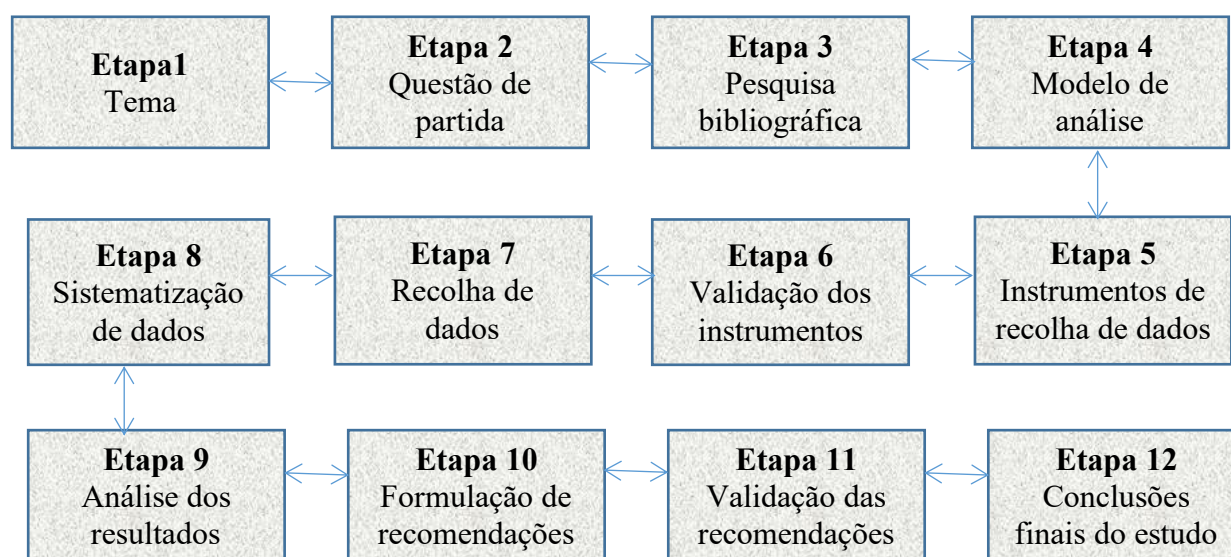 Etapa1
Tema
Etapa 2
Questão de
partida
Etapa 3
Pesquisa
bibliográfica
Etapa 4
Modelo de
análise
Etapa 8
Sistematização
de dados
Etapa 7
Recolha de
dados
Etapa 6
Validação dos
instrumentos
Etapa 5
Instrumentos de
recolha de dados
Etapa 9
Análise dos
resultados
Etapa 10
Formulação de
recomendações
Etapa 11
Validação das
recomendações
Etapa 12
Conclusões
finais do estudo